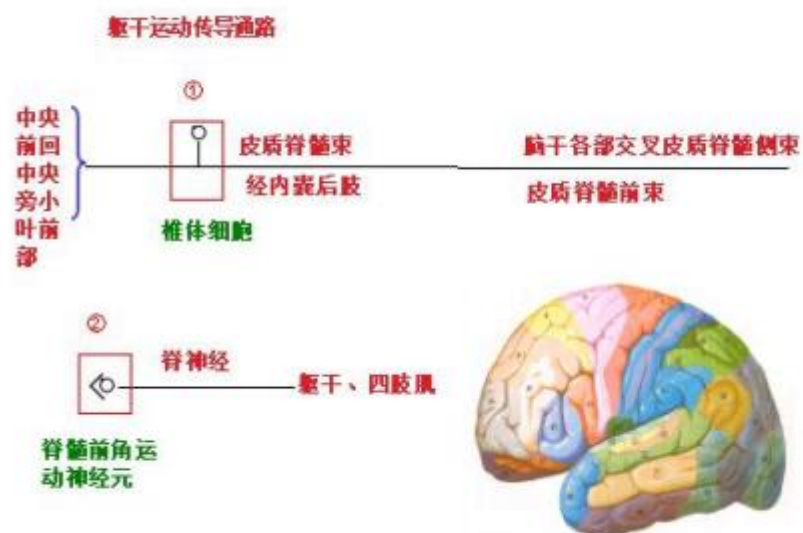 躯干运动传导通路
①
中央
前回
中央
旁小
叶前
部
皮质脊髓束
经内囊后肢
椎体细胞
脑干各部交叉皮质脊髓侧束
皮质脊髓前束
②
脊神经
躯干、四肢肌
脊髓前角运
动神经元